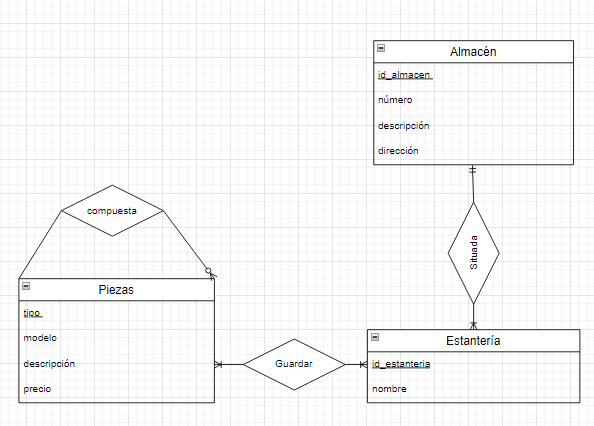 Almacén
id_almacen
número
descripción
dirección
compuesta
Situada
Piezas
tipo
modelo
descripción
precio
Guardar
Estantería
id_estanteria
nombre